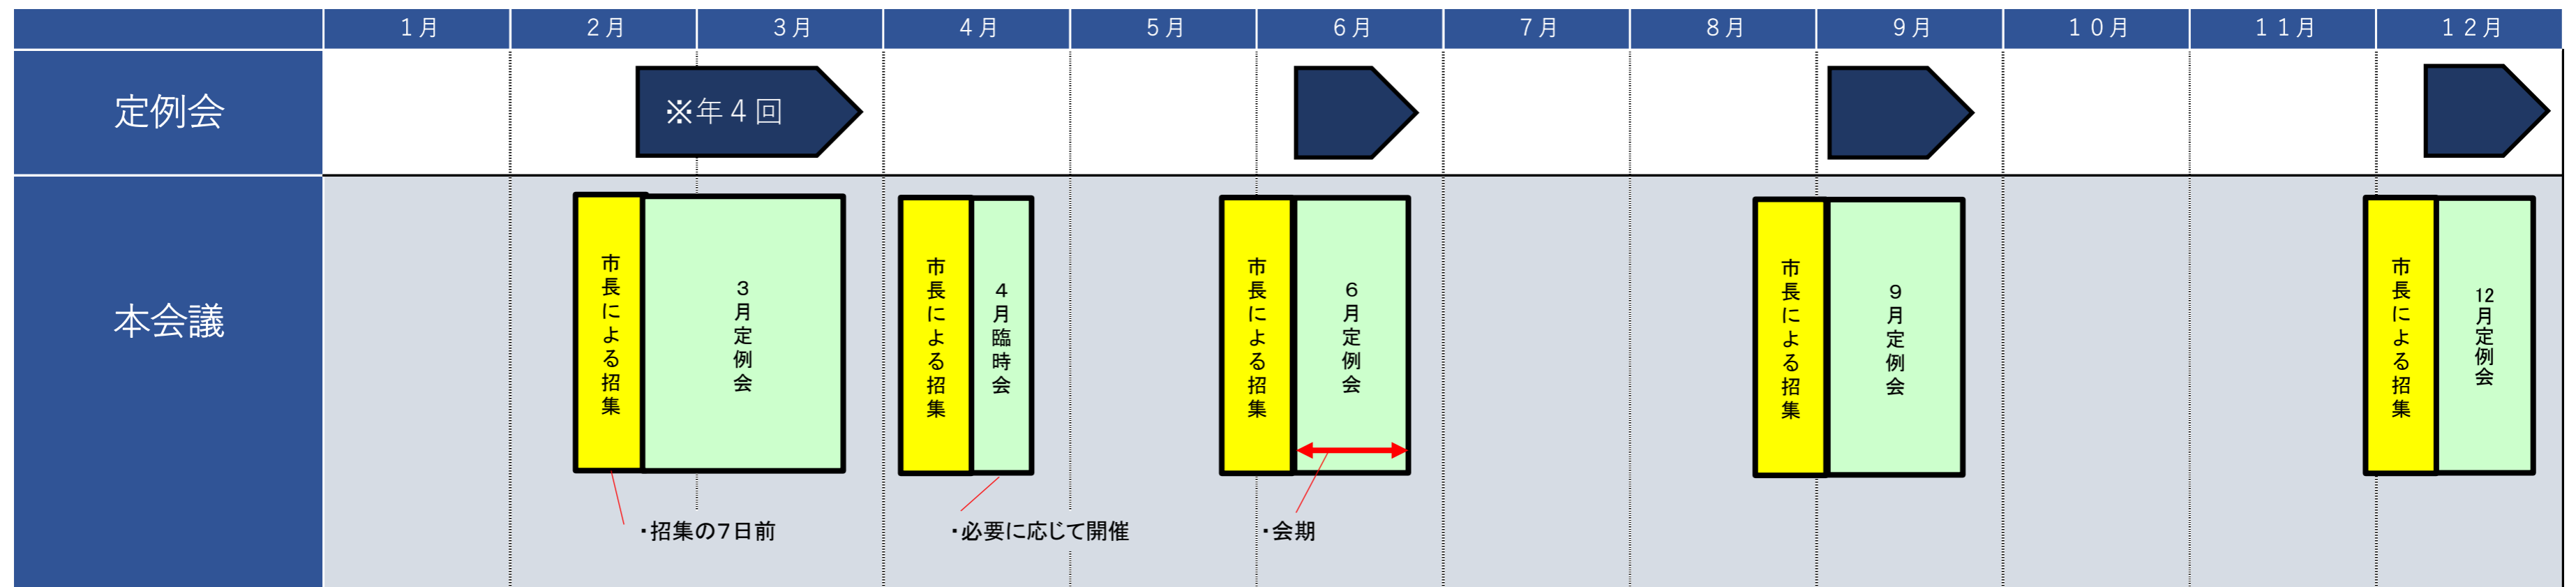 １月
２月
３月
４月
５月
６月
７月
８月
９月
１０月
１１月
１２月
定例会
※年４回
本会議
市長による招集
３月定例会
市長による招集
４月臨時会
市長による招集
６月定例会
市長による招集
９月定例会
市長による招集
12月定例会
・招集の７日前
・必要に応じて開催
・会期